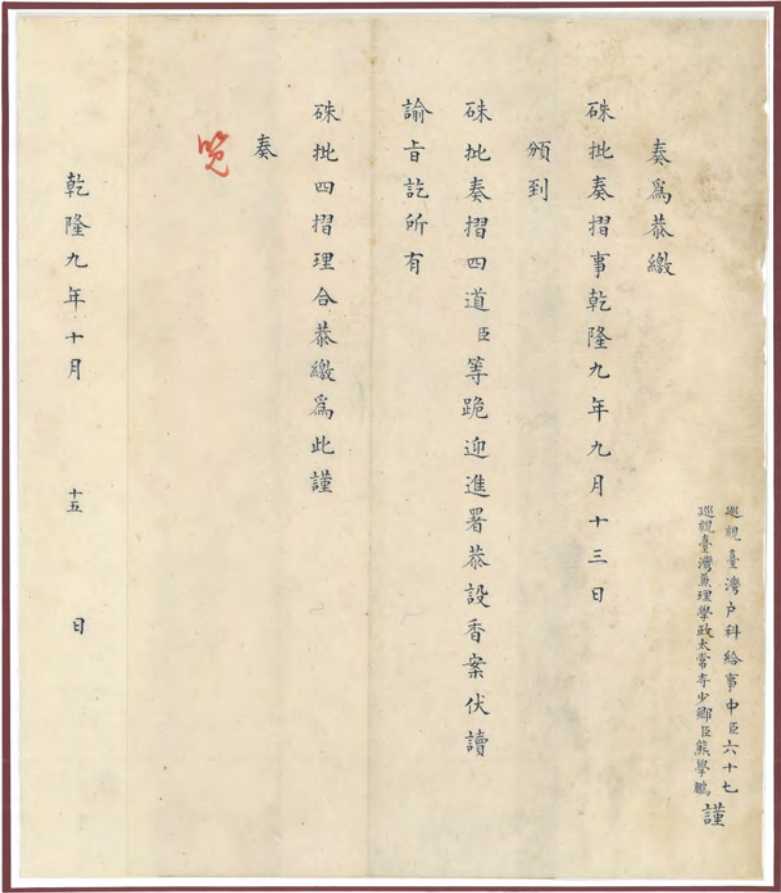 巡視臺灣户科給事中臣六十七
巡視臺灣兼理學政太常寺少卿臣熊學鵬
謹
奏為恭繳
硃批奏摺事乾隆九年九月十三日
頒到
硃批奏摺四道臣等跪迎進署恭設香案伏讀
諭旨訖所有
硃批四摺理合恭繳為此謹
奏
覽
乾隆九年十月十五日